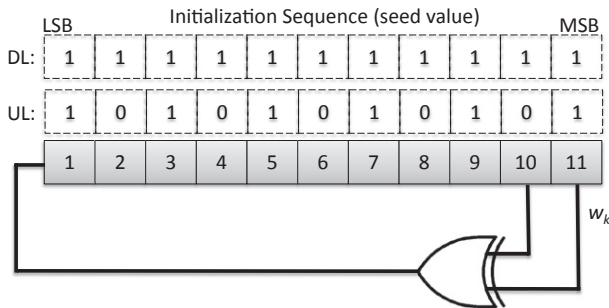 Initialization Sequence (seed value)
LSB MSB
DL: 1 1 1 1 1 1 1 1 1 1 1
UL: 1 0 1 0 1 0 1 0 1 0 1
1 2 3 4 5 6 7 8 9 10 11
wk